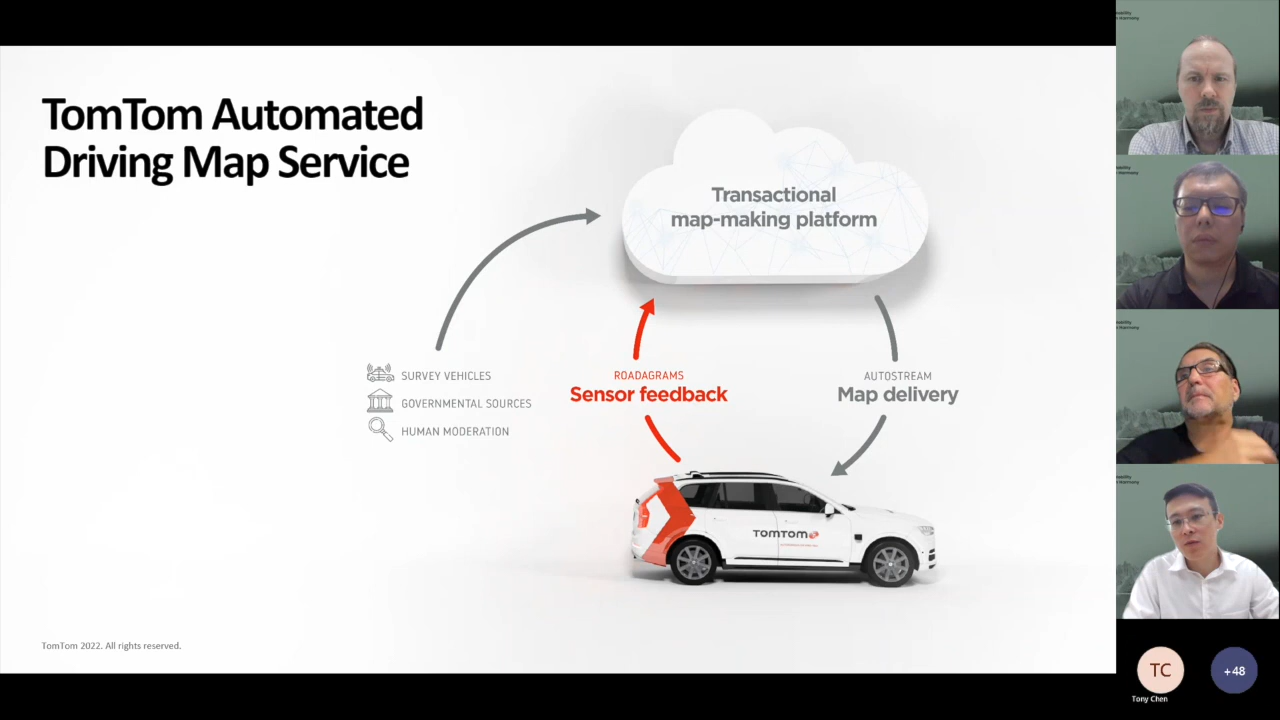 TomTom Automated
Driving Map Service
Transactional
map-making platform
SURVEY VEHICLES
GOVERNMENTAL SOURCES
HUMAN MODERATION
ROADAGRAMS
Sensor feedback
AUTOSTREAM
Map delivery
TOMTOM
TomTom 2022. All rights reserved.
TC
+48
Tony Chen